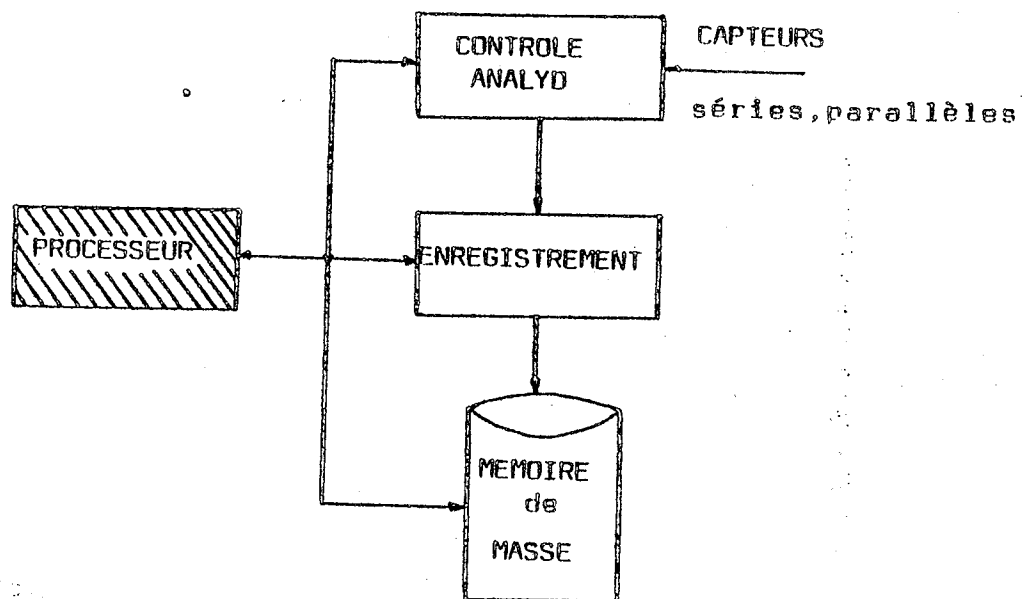 CONTROLE
ANALYD
CAPTEURS
séries,parallèles
PROCESSEUR
ENREGISTREMENT
MEMOIRE
de
MASSE